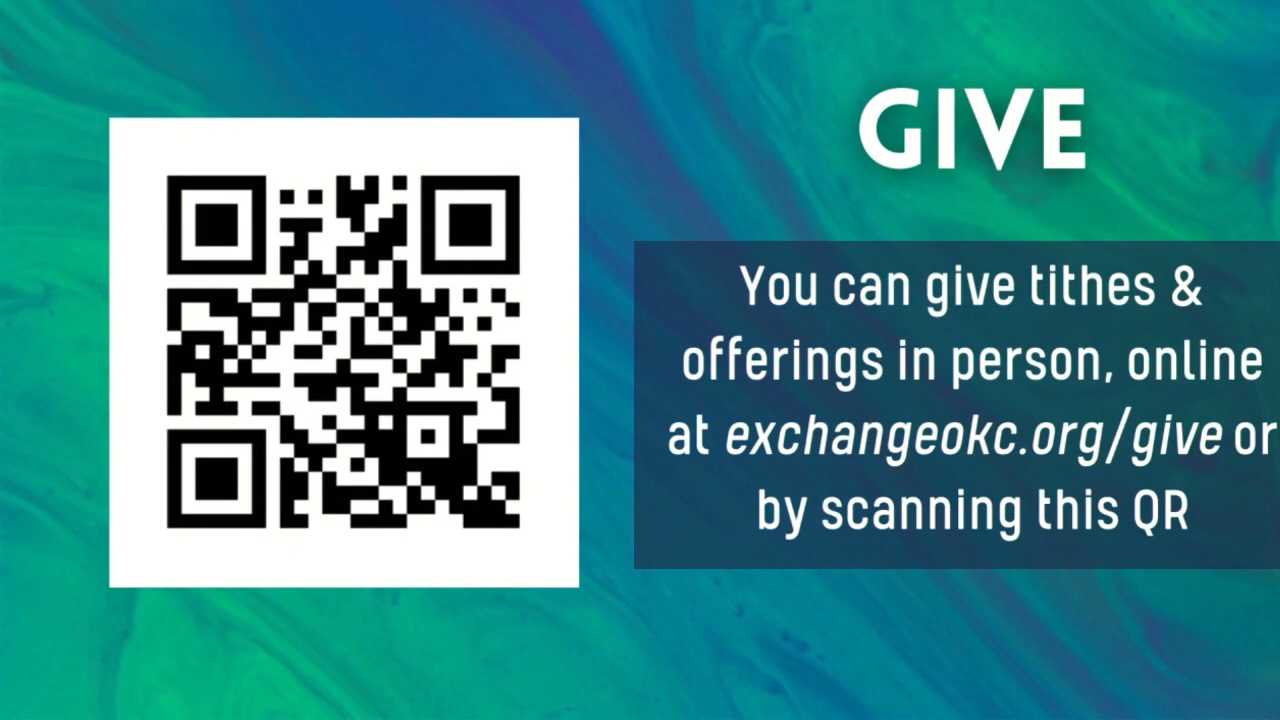 GIVE
You can give tithes &
offerings in person, online
at exchangeokc.org/give or
by scanning this QR